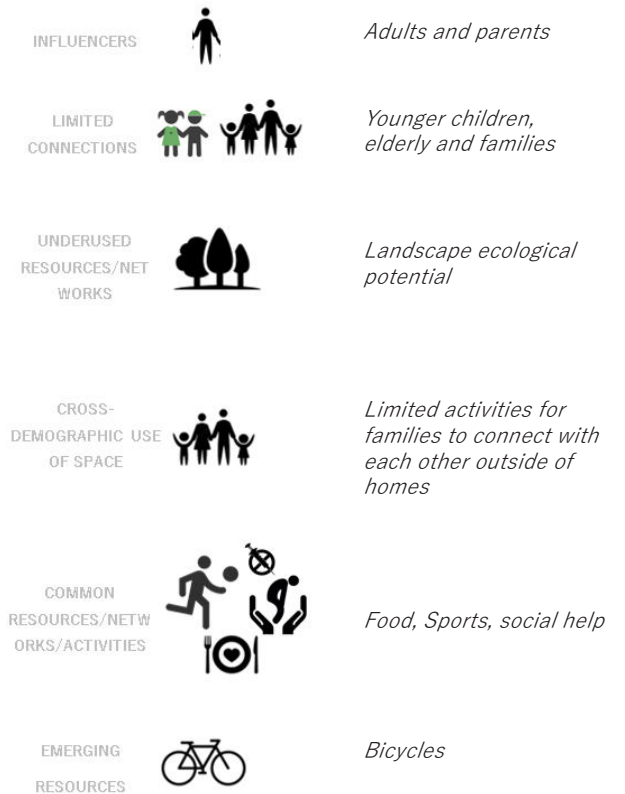 INFLUENCERS
Adults and parents
LIMITED
CONNECTIONS
Younger children,
elderly and families
UNDERUSED
RESOURCES/NET
WORKS
Landscape ecological
potential
CROSS-
DEMOGRAPHIC USE
OF SPACE
Limited activities for
families to connect with
each other outside of
homes
COMMON
RESOURCES/NETW
ORKS/ACTIVITIES
Food, Sports, social help
EMERGING
RESOURCES
Bicycles